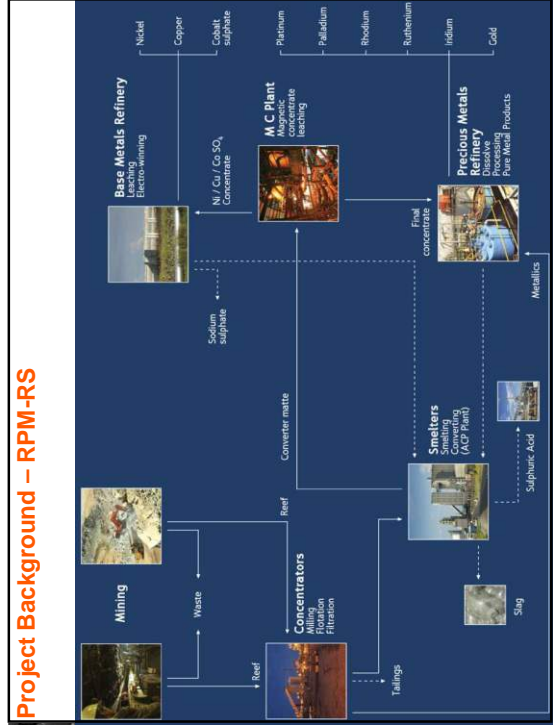 Project Background – RPM-RS
Mining
Waste
Reef
Reef
Concentrators
Milling
Flotation
Filtration
Tailings
Smelters
Smelting
Converting
(ACP Plant)
Slag
Sulphuric Acid
Converter matte
Base Metals Refinery
Leaching
Electro-winning
Sodium
sulphate
Ni / Cu / Co SO₄
Concentrate
M C Plant
Magnetic
concentrate
leaching
Final
concentrate
Precious Metals
Refinery
Dissolve
Processing
Pure Metal Products
Metallics
Nickel
Copper
Cobalt
sulphate
Platinum
Palladium
Rhodium
Ruthenium
Iridium
Gold